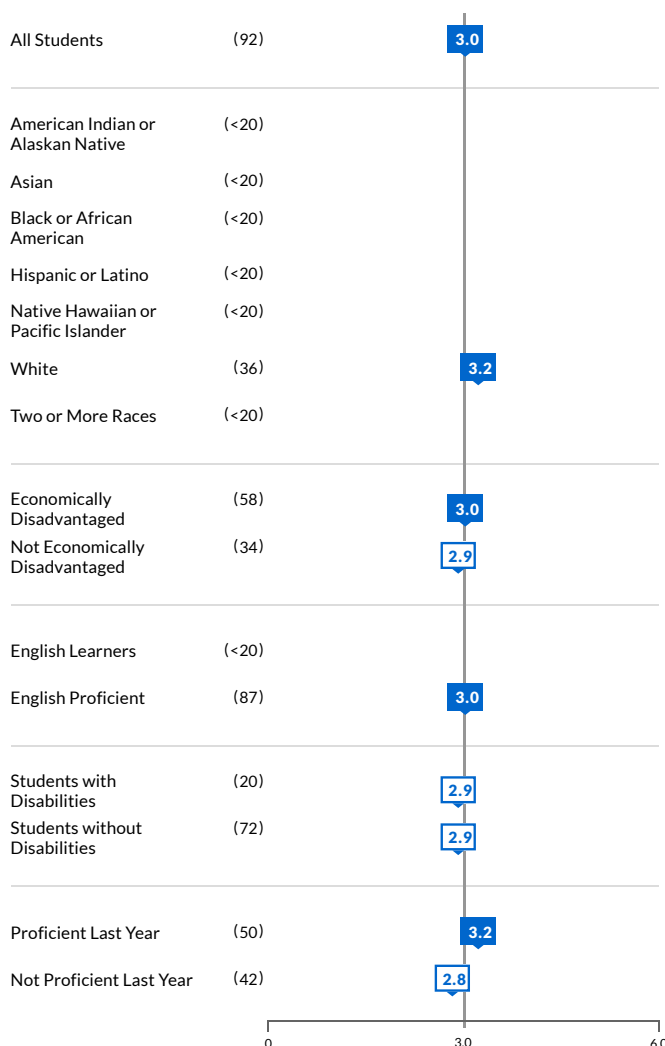 All Students (92) 3.0
American Indian or (<20)
Alaskan Native
Asian (<20)
Black or African (<20)
American
Hispanic or Latino (<20)
Native Hawaiian or (<20)
Pacific Islander
White (36) 3.2
Two or More Races (<20)
Economically (58) 3.0
Disadvantaged
Not Economically (34) 2.9
Disadvantaged
English Learners (<20)
English Proficient (87) 3.0
Students with (20) 2.9
Disabilities
Students without (72) 2.9
Disabilities
Proficient Last Year (50) 3.2
Not Proficient Last Year (42) 2.8
0 3.0 6.0